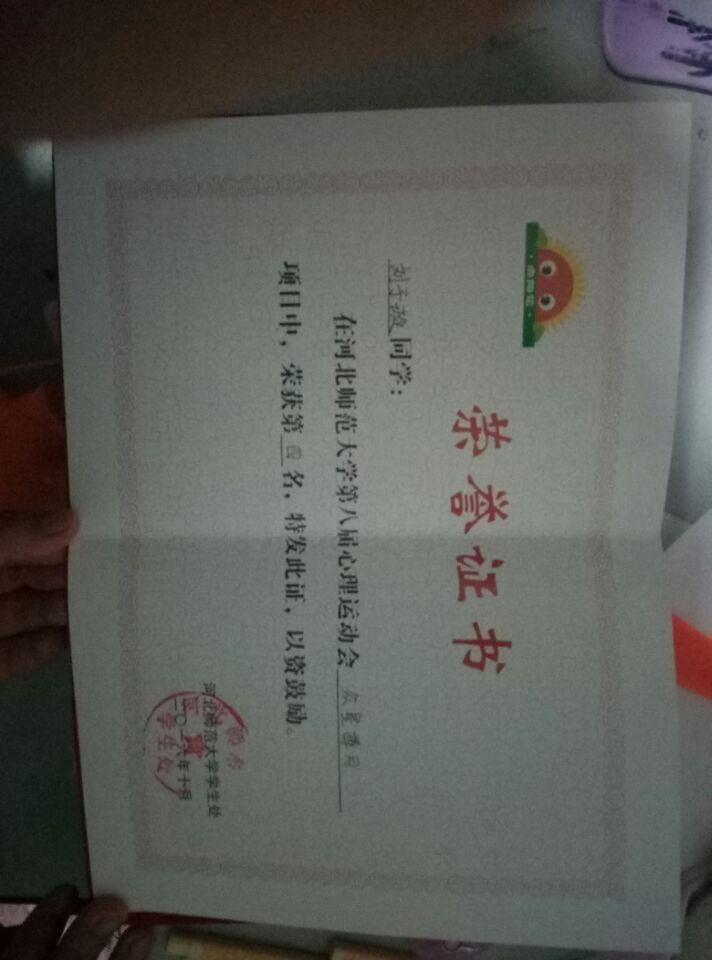 荣誉证书
刘子璇同学：
在河北师范大学第八届心理运动会 众星捧月
项目中，荣获第四名，特发此证，以资鼓励。
河北师范大学学生处
二〇一六年十月
学生处